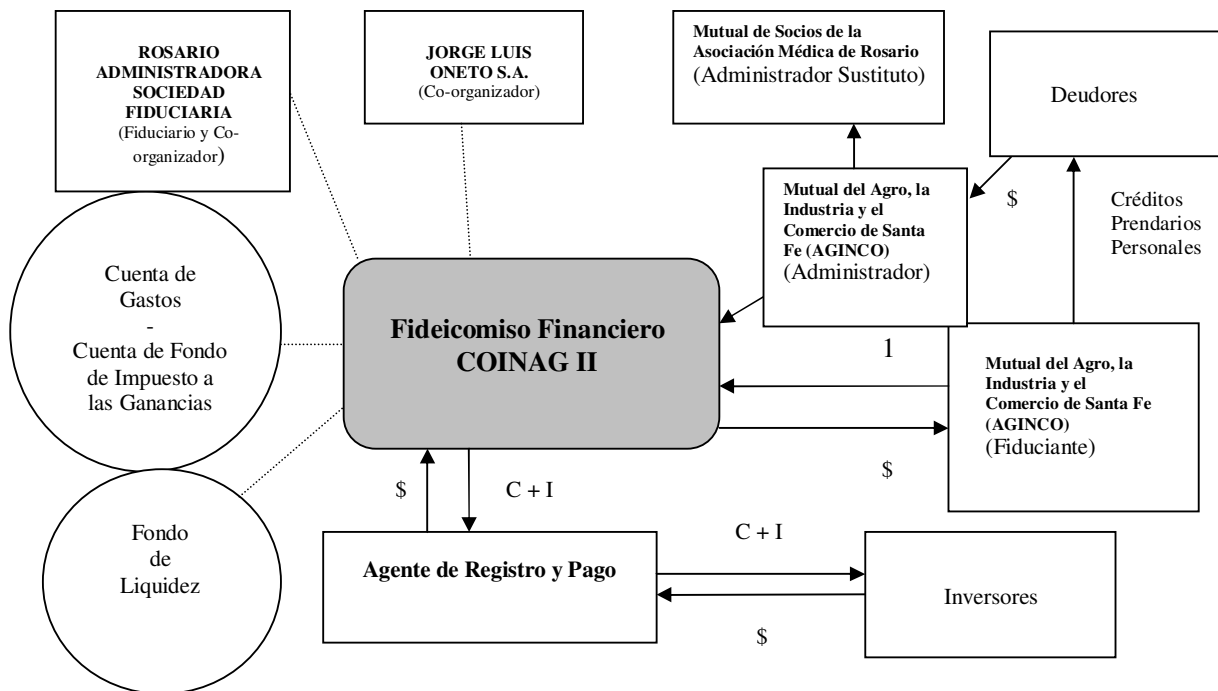 ROSARIO
ADMINISTRADORA
SOCIEDAD
FIDUCIARIA
(Fiduciario y Co-
organizador)
JORGE LUIS
ONETO S.A.
(Co-organizador)
Mutual de Socios de la
Asociación Médica de Rosario
(Administrador Sustituto)
Deudores
Mutual del Agro, la
Industria y el
Comercio de Santa
Fe (AGINCO)
(Administrador)
$
Créditos
Prendarios
Personales
Cuenta de
Gastos
-
Cuenta de Fondo
de Impuesto a
las Ganancias
Fideicomiso Financiero
COINAG II
1
Mutual del Agro, la
Industria y el
Comercio de Santa Fe
(AGINCO)
(Fiduciante)
$
$
C + I
Fondo
de
Liquidez
Agente de Registro y Pago
C + I
$
Inversores